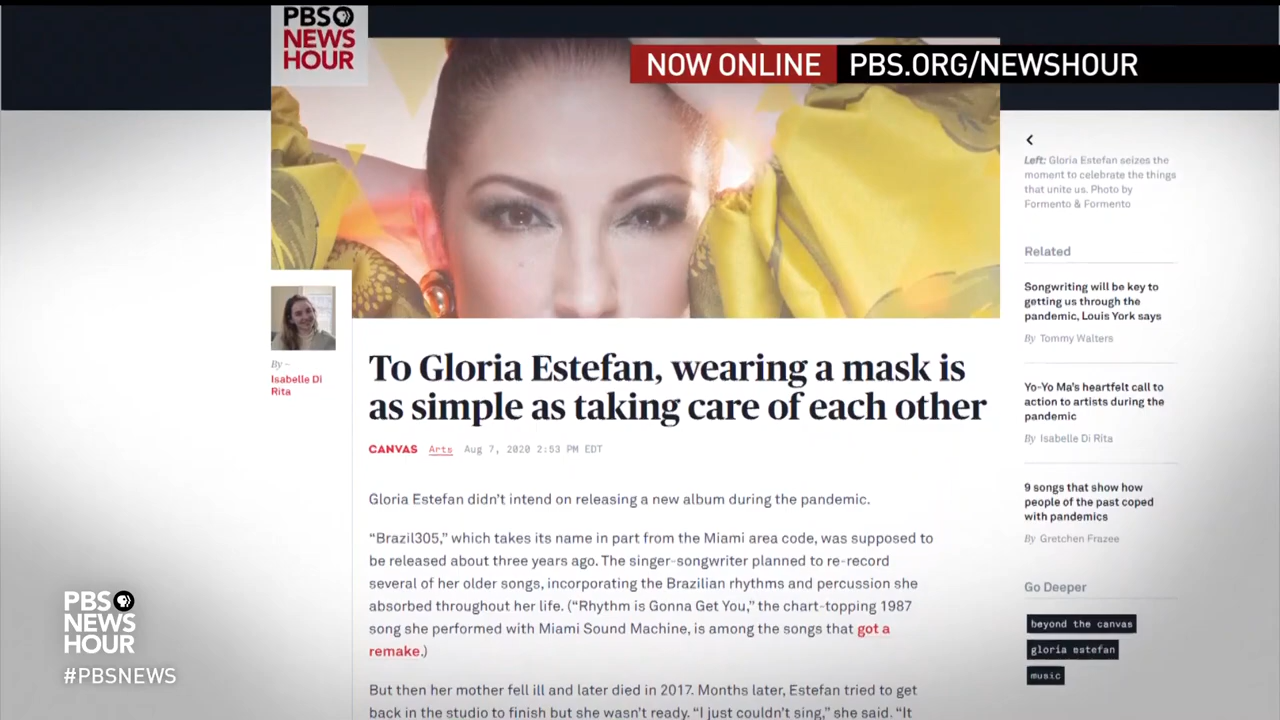 PBS
NEWS
HOUR
NOW ONLINE PBS.ORG/NEWSHOUR
Left: Gloria Estefan seizes the
moment to celebrate the things
that unite us. Photo by
Formento & Formento
Related
Songwriting will be key to
getting us through the
pandemic, Louis York says
By Tommy Walters
Yo-Yo Ma's heartfelt call to
action to artists during the
pandemic
By Isabelle Di Rita
9 songs that show how
people of the past coped
with pandemics
By Gretchen Frazee
Go Deeper
beyond the canvas
gloria estefan
music
By –
Isabelle Di
Rita
To Gloria Estefan, wearing a mask is
as simple as taking care of each other
CANVAS Arts Aug 7, 2020 2:53 PM EDT
Gloria Estefan didn't intend on releasing a new album during the pandemic.
“Brazil305,” which takes its name in part from the Miami area code, was supposed to
be released about three years ago. The singer-songwriter planned to re-record
several of her older songs, incorporating the Brazilian rhythms and percussion she
absorbed throughout her life. (“Rhythm is Gonna Get You,” the chart-topping 1987
song she performed with Miami Sound Machine, is among the songs that got a
remake.)
But then her mother fell ill and later died in 2017. Months later, Estefan tried to get
back in the studio to finish but she wasn't ready. “I just couldn't sing,” she said. “It
PBS
NEWS
HOUR
#PBSNEWS